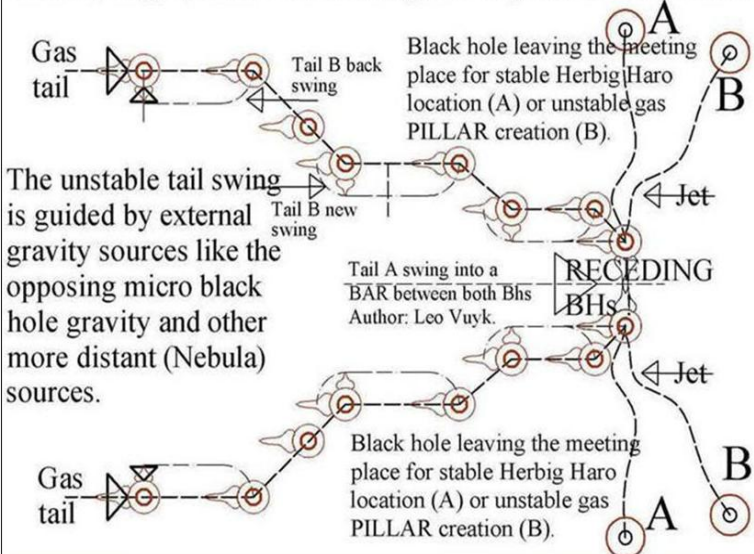 Gas
tail
Tail B back
swing
Black hole leaving the meeting
place for stable Herbig Haro
location (A) or unstable gas
PILLAR creation (B).
A
B
The unstable tail swing
is guided by external
gravity sources like the
opposing micro black
hole gravity and other
more distant (Nebula)
sources.
Tail B new
swing
Jet
Tail A swing into a
BAR between both Bhs
Author: Leo Vuyk.
RECEDING
BHs
Jet
Black hole leaving the meeting
place for stable Herbig Haro
location (A) or unstable gas
PILLAR creation (B).
Gas
tail
A
B